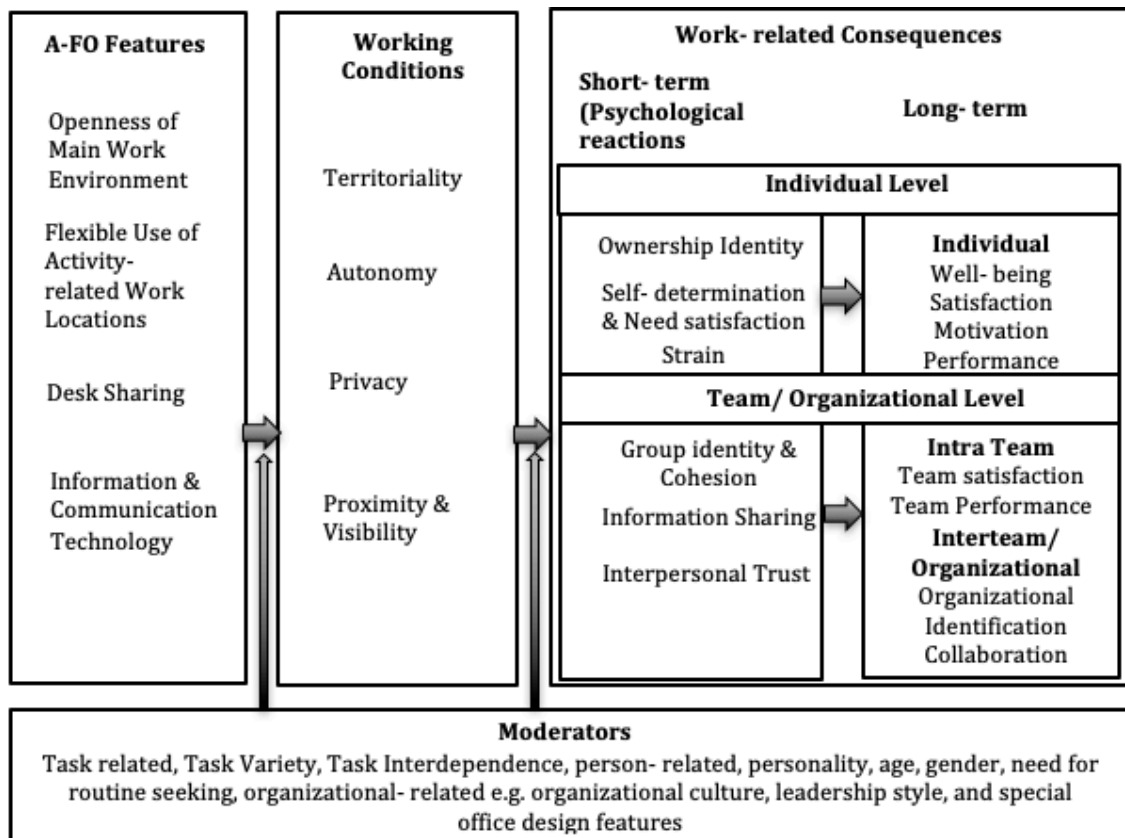 A-FO Features
Openness of
Main Work
Environment
Flexible Use of
Activity-
related Work
Locations
Desk Sharing
Information &
Communication
Technology
Working
Conditions
Territoriality
Autonomy
Privacy
Proximity &
Visibility
Work- related Consequences
Short- term
(Psychological
reactions
Long- term
Individual Level
Ownership Identity
Self- determination
& Need satisfaction
Strain
Individual
Well- being
Satisfaction
Motivation
Performance
Team/ Organizational Level
Group identity &
Cohesion
Information Sharing
Interpersonal Trust
Intra Team
Team satisfaction
Team Performance
Interteam/
Organizational
Organizational
Identification
Collaboration
Moderators
Task related, Task Variety, Task Interdependence, person- related, personality, age, gender, need for
routine seeking, organizational- related e.g. organizational culture, leadership style, and special
office design features